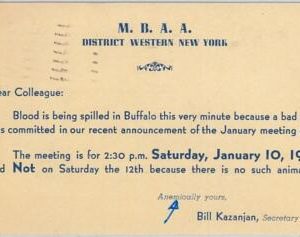 M. B. A. A.
DISTRICT WESTERN NEW YORK
ear Colleague:
Blood is being spilled in Buffalo this very minute because a bad
s committed in our recent announcement of the January meeting
The meeting is for 2:30 p.m. Saturday, January 10, 19
d Not on Saturday the 12th because there is no such anima
Anemically yours,
Bill Kazanjan, Secretary